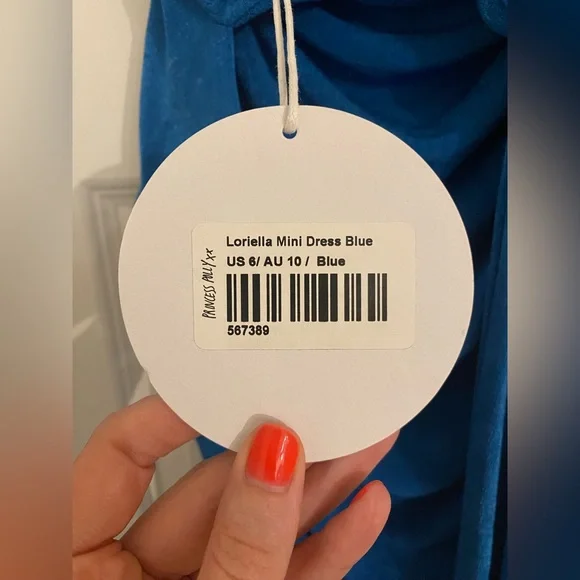 Loriella Mini Dress Blue
US 6/ AU 10 / Blue
567389
PRINCESS POLLY xx